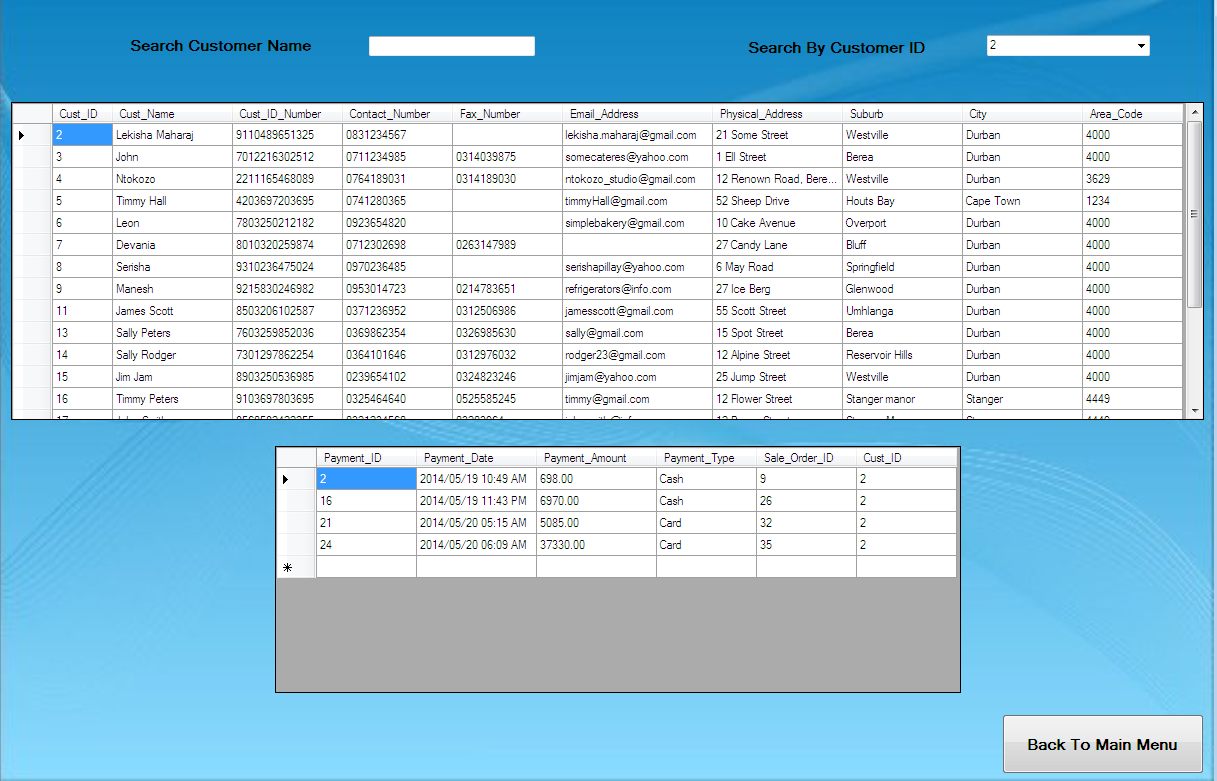 Search Customer Name
Search By Customer ID 2
Cust_ID Cust_Name Cust_ID_Number Contact_Number Fax_Number Email_Address Physical_Address Suburb City Area_Code
2 Lekisha Maharaj 9110489651325 0831234567 lekisha.maharaj@gmail.com 21 Some Street Westville Durban 4000
3 John 7012216302512 0711234985 0314039875 somecateres@yahoo.com 1 Ell Street Berea Durban 4000
4 Ntokozo 2211165468089 0764189031 0314189030 ntokozo_studio@gmail.com 12 Renown Road, Bere... Westville Durban 3629
5 Timmy Hall 4203697203695 0741280365 timmyHall@gmail.com 52 Sheep Drive Houts Bay Cape Town 1234
6 Leon 7803250212182 0923654820 simplebakery@gmail.com 10 Cake Avenue Overport Durban 4000
7 Devania 8010320259874 0712302698 0263147989 27 Candy Lane Bluff Durban 4000
8 Serisha 9310236475024 0970236485 serishapillay@yahoo.com 6 May Road Springfield Durban 4000
9 Manesh 9215830246982 0953014723 0214783651 refrigerators@info.com 27 Ice Berg Glenwood Durban 4000
11 James Scott 8503206102587 0371236952 0312506986 jamesscott@gmail.com 55 Scott Street Umhlanga Durban 4000
13 Sally Peters 7603259852036 0369862354 0326985630 sally@gmail.com 15 Spot Street Berea Durban 4000
14 Sally Rodger 7301297862254 0364101646 0312976032 rodger23@gmail.com 12 Alpine Street Reservoir Hills Durban 4000
15 Jim Jam 8903250536985 0239654102 0324823246 jimjam@yahoo.com 25 Jump Street Westville Durban 4000
16 Timmy Peters 9103697803695 0325464640 0525585245 timmy@gmail.com 12 Flower Street Stanger manor Stanger 4449
Payment_ID Payment_Date Payment_Amount Payment_Type Sale_Order_ID Cust_ID
2 2014/05/19 10:49 AM 698.00 Cash 9 2
16 2014/05/19 11:43 PM 6970.00 Cash 26 2
21 2014/05/20 05:15 AM 5085.00 Card 32 2
24 2014/05/20 06:09 AM 37330.00 Card 35 2
Back To Main Menu